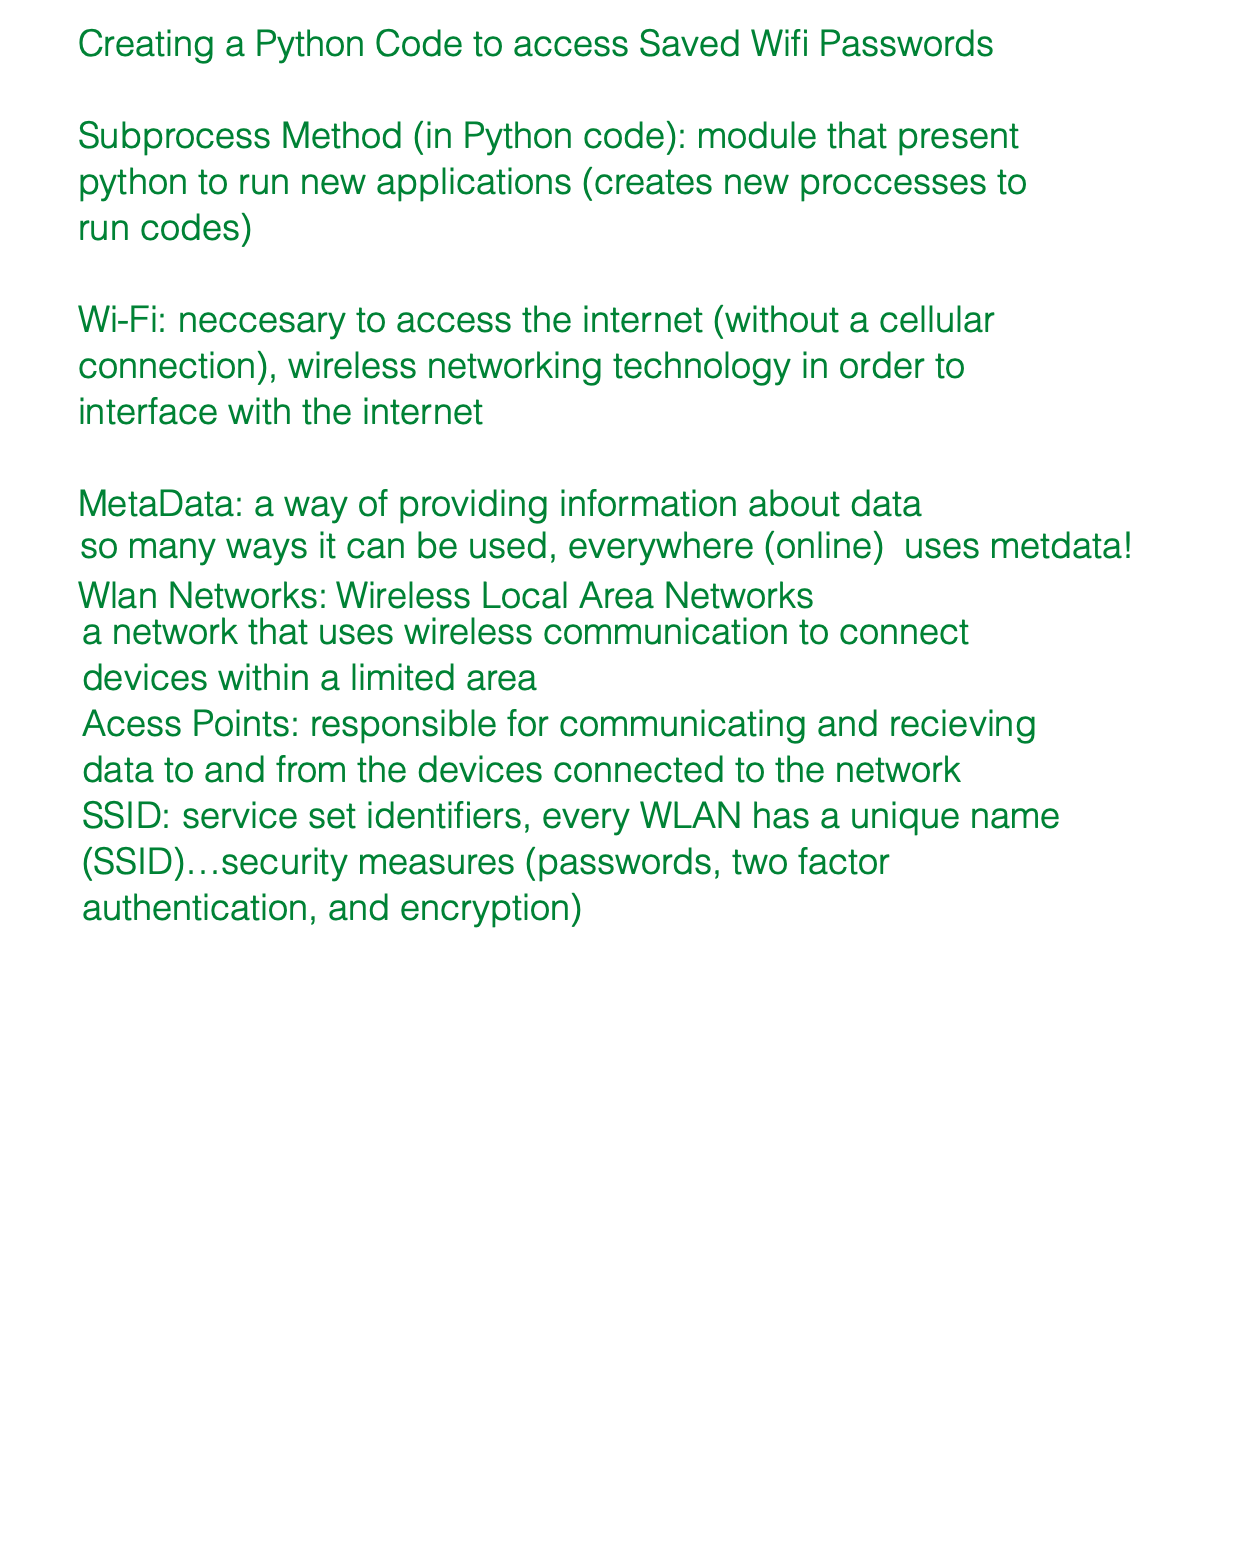 Creating a Python Code to access Saved Wifi Passwords
Subprocess Method (in Python code): module that present
python to run new applications (creates new proccesses to
run codes)
Wi-Fi: neccesary to access the internet (without a cellular
connection), wireless networking technology in order to
interface with the internet
MetaData: a way of providing information about data
so many ways it can be used, everywhere (online)  uses metdata!
Wlan Networks: Wireless Local Area Networks
a network that uses wireless communication to connect
devices within a limited area
Acess Points: responsible for communicating and recieving
data to and from the devices connected to the network
SSID: service set identifiers, every WLAN has a unique name
(SSID)...security measures (passwords, two factor
authentication, and encryption)